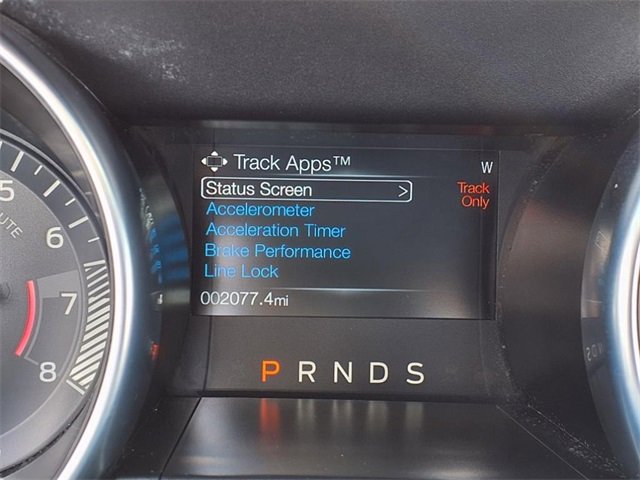 Track Apps™
W
Status Screen >
Track
Only
Accelerometer
Acceleration Timer
Brake Performance
Line Lock
002077.4mi
P R N D S
5
6
7
8